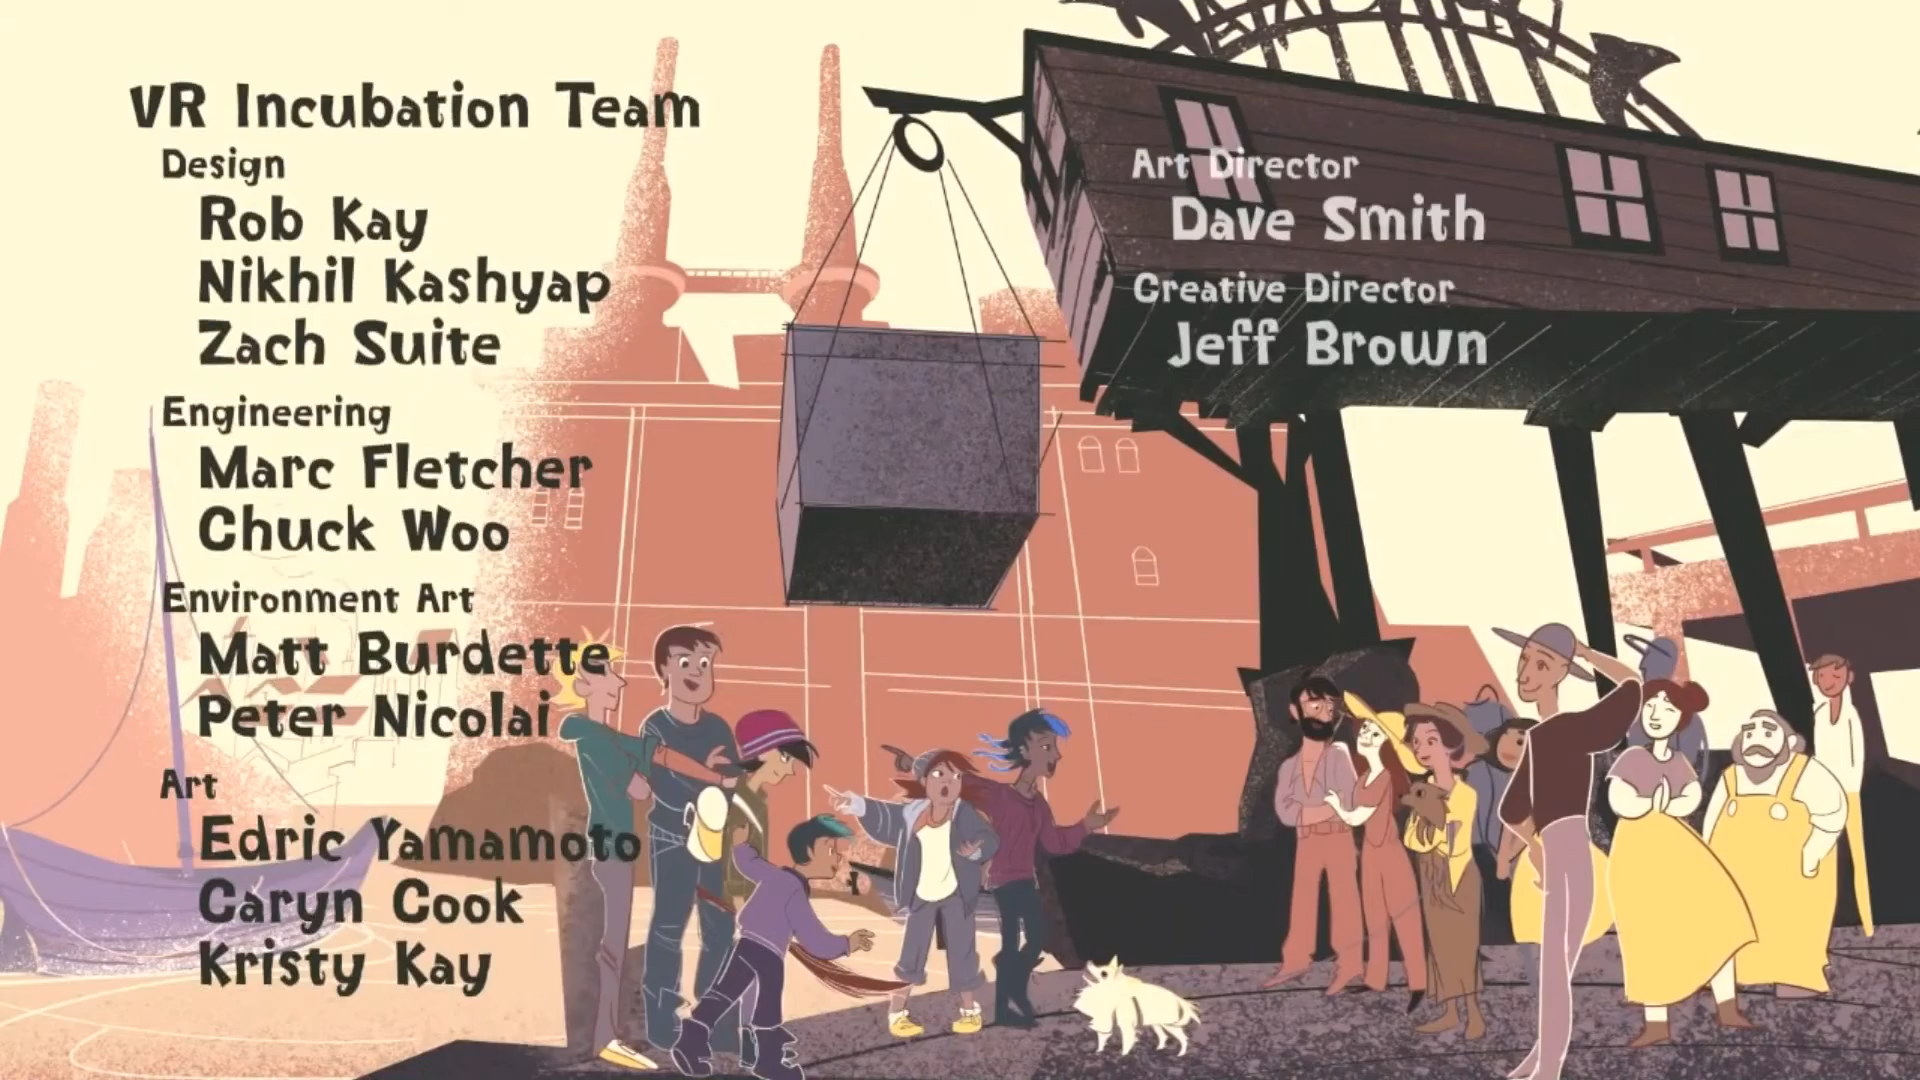 VR Incubation Team
Design
Rob Kay
Nikhil Kashyap
Zach Suite
Engineering
Marc Fletcher
Chuck Woo
Environment Art
Matt Burdette
Peter Nicolai
Art
Edric Yamamoto
Caryn Cook
Kristy Kay
Art Director
Dave Smith
Creative Director
Jeff Brown